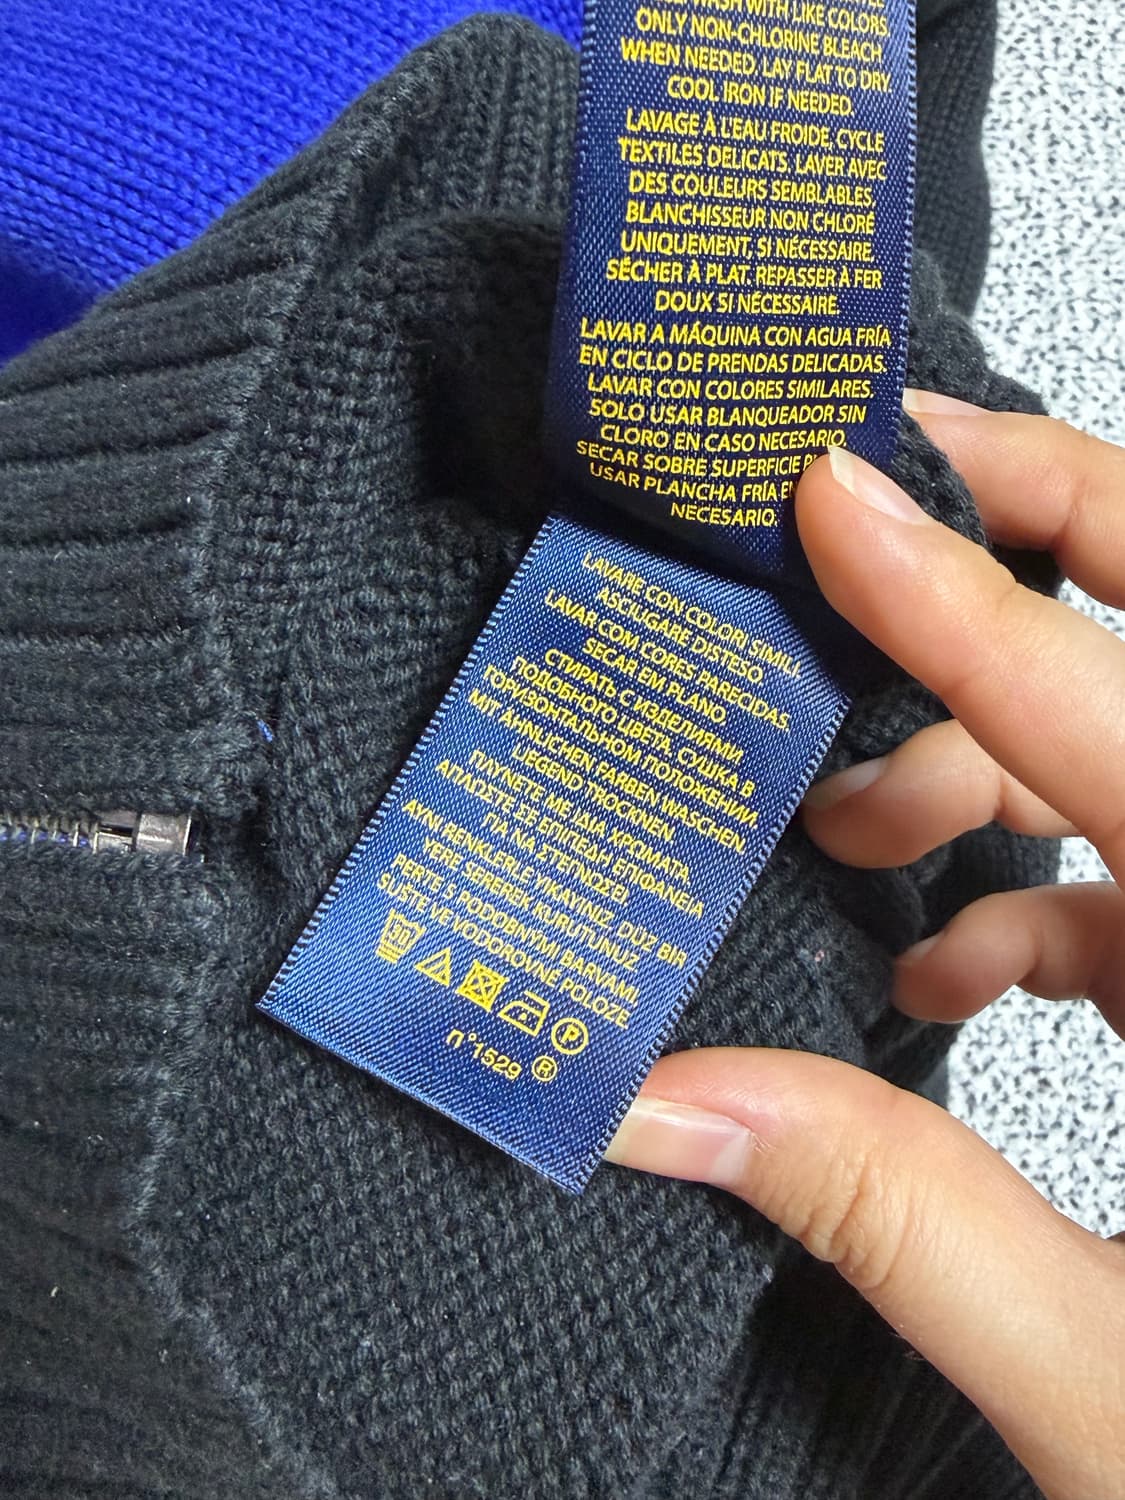 WASH WITH LIKE COLORS.
ONLY NON-CHLORINE BLEACH
WHEN NEEDED. LAY FLAT TO DRY.
COOL IRON IF NEEDED.
LAVAGE À L'EAU FROIDE, CYCLE
TEXTILES DELICATS. LAVER AVEC
DES COULEURS SEMBLABLES.
BLANCHISSEUR NON CHLORÉ
UNIQUEMENT, SI NÉCESSAIRE.
SÉCHER À PLAT. REPASSER À FER
DOUX SI NÉCESSAIRE.
LAVAR A MÁQUINA CON AGUA FRÍA
EN CICLO DE PRENDAS DELICADAS.
LAVAR CON COLORES SIMILARES.
SOLO USAR BLANQUEADOR SIN
CLORO EN CASO NECESARIO.
SECAR SOBRE SUPERFICIE
USAR PLANCHA FRÍA EN
NECESARIO.
LAVARE CON COLORI SIMILI.
ASCIUGARE DISTESO.
LAVAR COM CORES PARECIDAS.
SECAR EM PLANO.
СТИРАТЬ С ИЗДЕЛИЯМИ
ПОДОБНОГО ЦВЕТА. СУШКА В
ГОРИЗОНТАЛЬНОМ ПОЛОЖЕНИИ.
MIT ÄHNLICHEN FARBEN WASCHEN.
LIEGEND TROCKNEN.
ΠΛΥΝΕΤΕ ΜΕ ΙΔΙΑ ΧΡΩΜΑΤΑ.
ΑΠΛΩΣΤΕ ΣΕ ΕΠΙΠΕΔΗ ΕΠΙΦΑΝΕΙΑ
ΓΙΑ ΝΑ ΣΤΕΓΝΩΣΕΙ.
AYNI RENKLERLE YIKAYINIZ. DÜZ BIR
YERE SEREREK KURUTUNUZ.
PERTE S PODOBNÝMI BARVAMI.
SUŠTE VE VODOROVNÉ POLOZE.
30 P
n°1529 ®